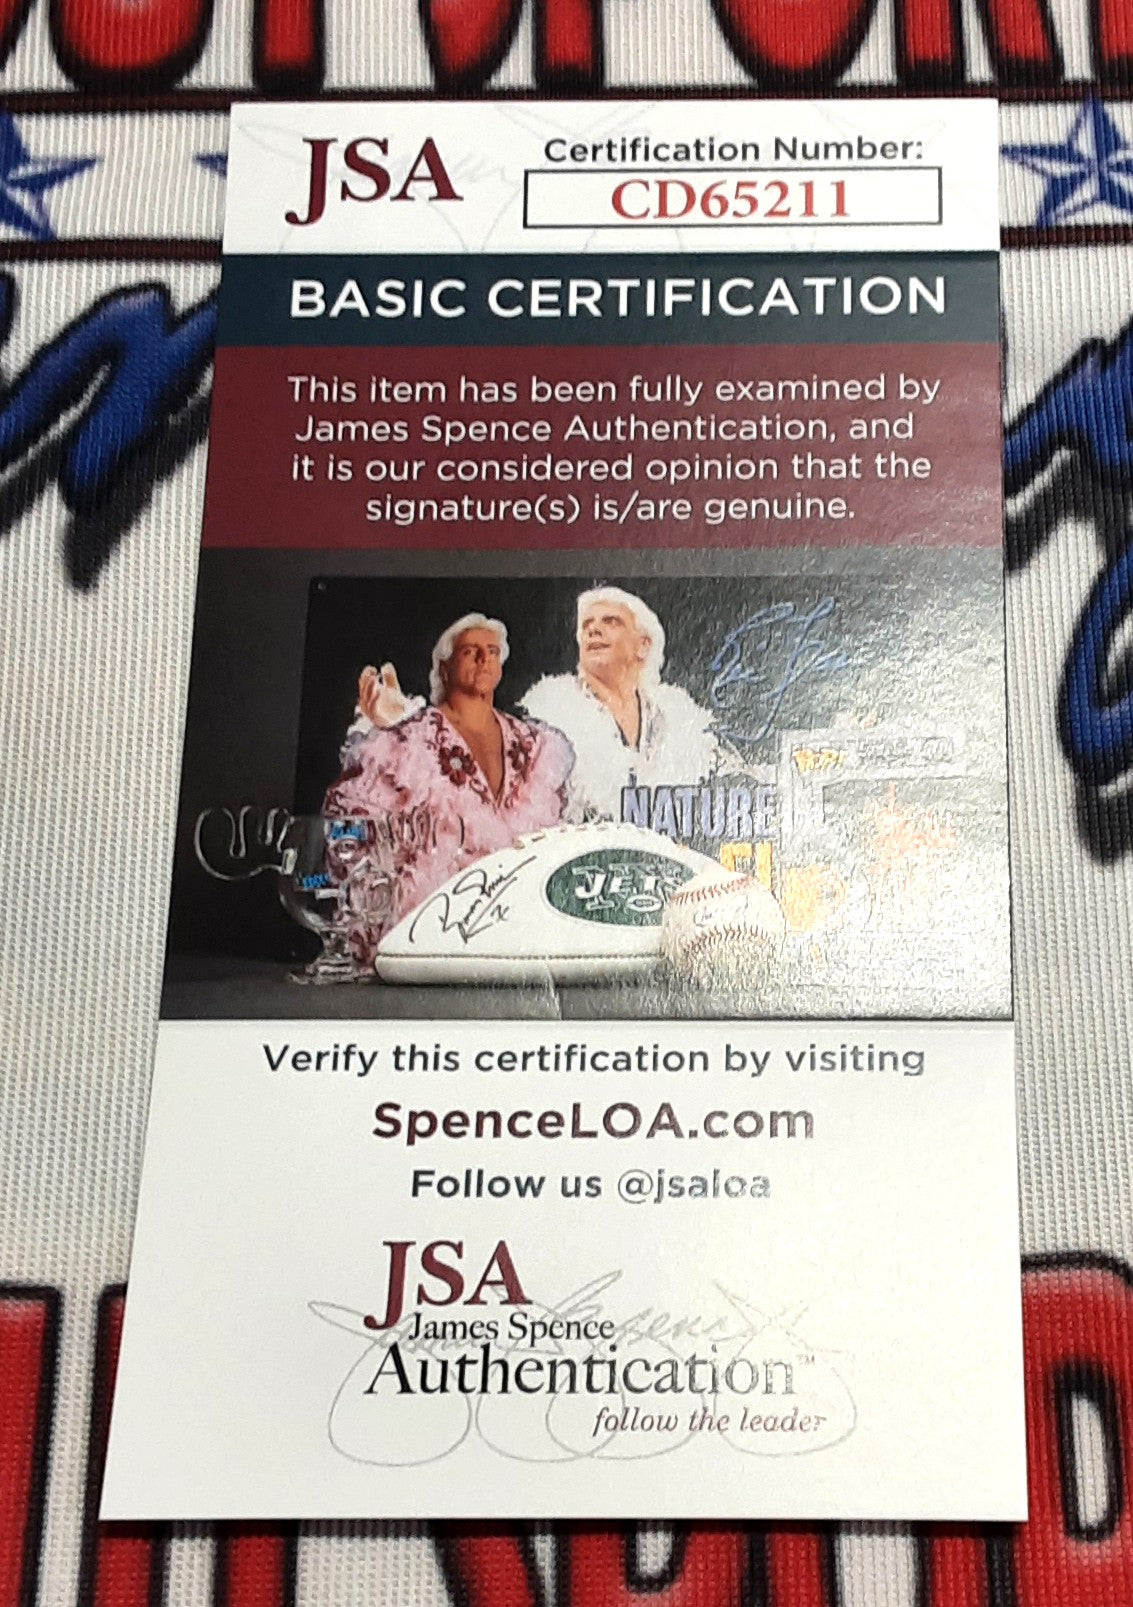 JSA
Certification Number:
CD65211
BASIC CERTIFICATION
This item has been fully examined by
James Spence Authentication, and
it is our considered opinion that the
signature(s) is/are genuine.
NATURE
JETS
Verify this certification by visiting
SpenceLOA.com
Follow us @jsaloa
JSA
James Spence
Authentication™
follow the leader